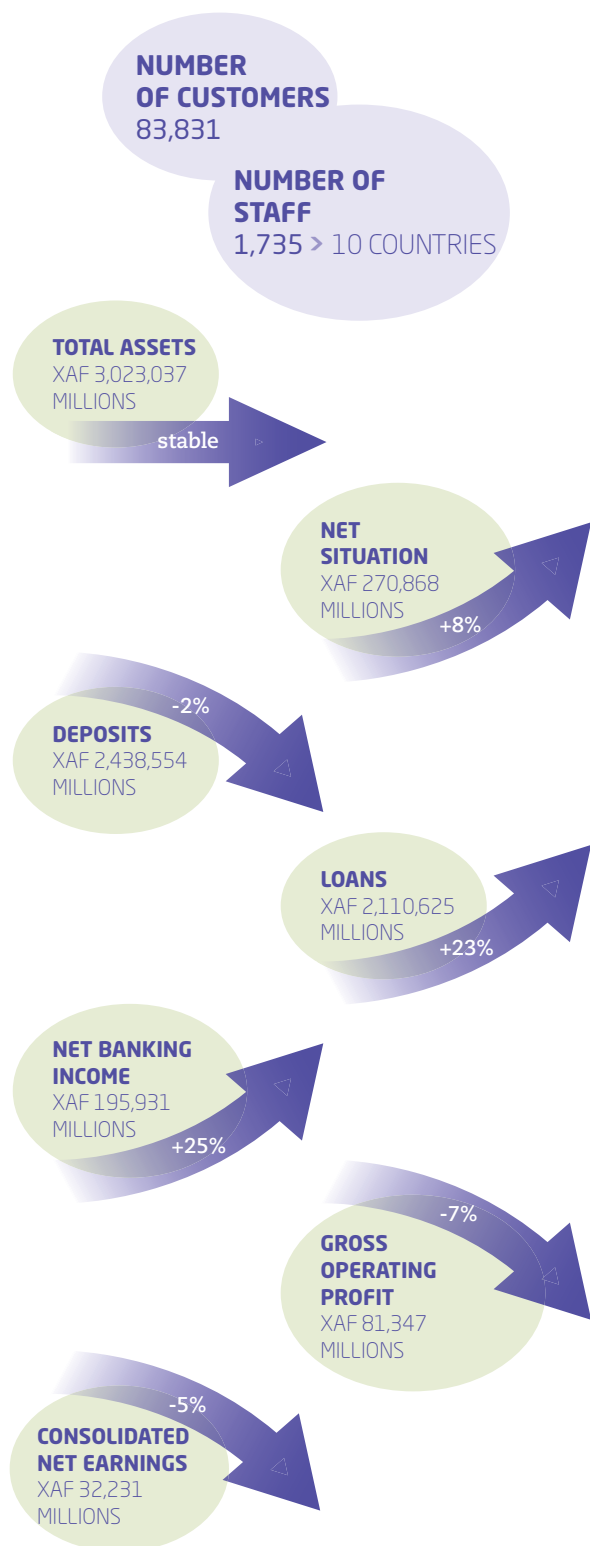 NUMBER
OF CUSTOMERS
83,831
NUMBER OF
STAFF
1,735 > 10 COUNTRIES
TOTAL ASSETS
XAF 3,023,037
MILLIONS
stable
NET
SITUATION
XAF 270,868
MILLIONS
+8%
-2%
DEPOSITS
XAF 2,438,554
MILLIONS
LOANS
XAF 2,110,625
MILLIONS
+23%
NET BANKING
INCOME
XAF 195,931
MILLIONS
+25%
-7%
GROSS
OPERATING
PROFIT
XAF 81,347
MILLIONS
-5%
CONSOLIDATED
NET EARNINGS
XAF 32,231
MILLIONS